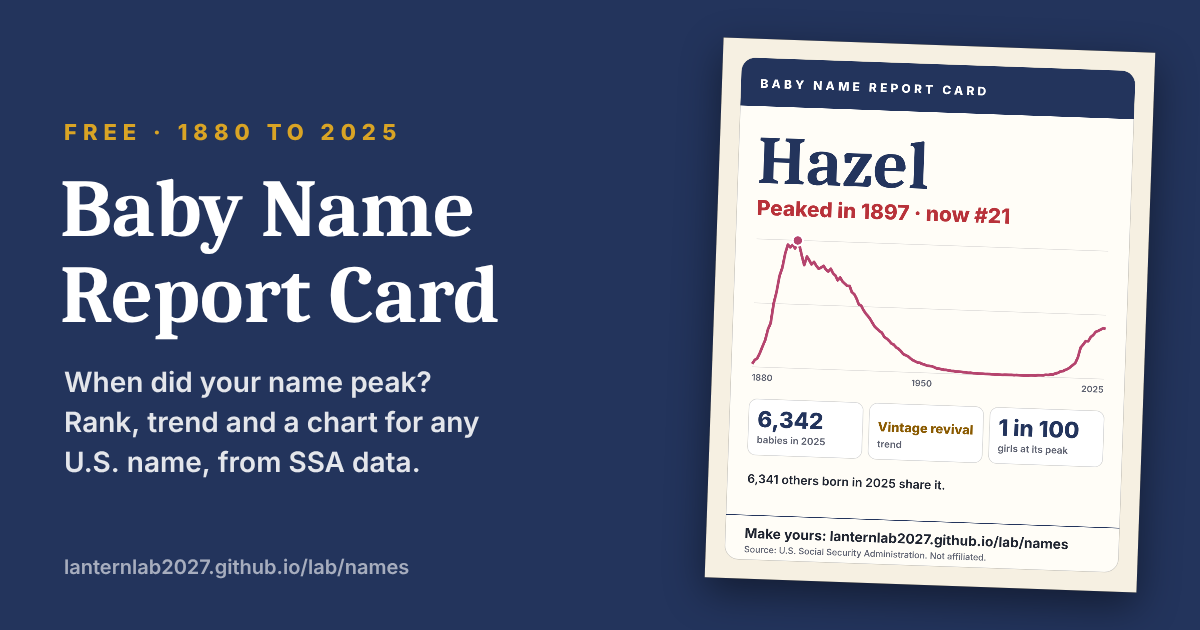 FREE · 1880 TO 2025
Baby Name
Report Card
When did your name peak?
Rank, trend and a chart for any
U.S. name, from SSA data.
lanternlab2027.github.io/lab/names
BABY NAME REPORT CARD
Hazel
Peaked in 1897 · now #21
1880
1950
2025
6,342
babies in 2025
Vintage revival
trend
1 in 100
girls at its peak
6,341 others born in 2025 share it.
Make yours: lanternlab2027.github.io/lab/names
Source: U.S. Social Security Administration. Not affiliated.